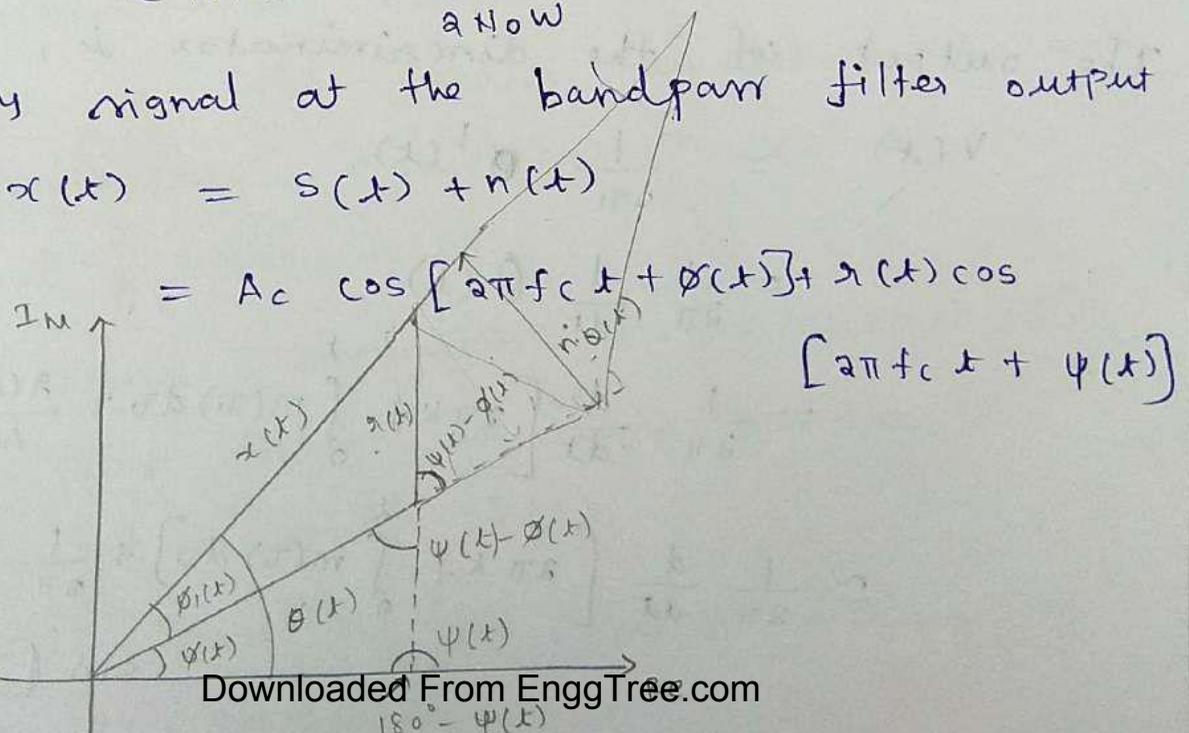 2 NOW
y signal at the bandpass filter output
x(t) = S(t) + n(t)
= Ac cos [2πfc t + φ(t)] + r(t) cos
[2πfc t + ψ(t)]
IM
x(t)
r(t)
ψ(t)-φ(t)
θ(t)
ψ(t)-φ(t)
φ1(t)
θ(t)
φ(t)
ψ(t)
Downloaded From EnggTree.com
180°-ψ(t)